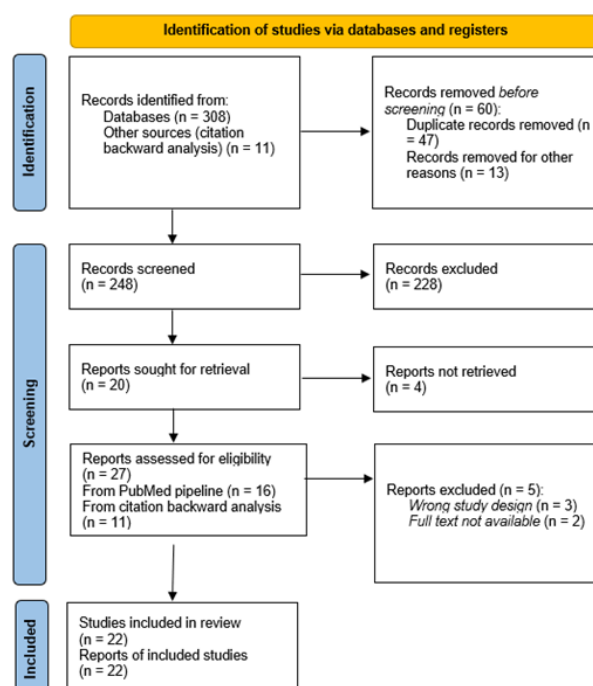 Identification of studies via databases and registers
Identification
Records identified from:
Databases (n = 308)
Other sources (citation
backward analysis) (n = 11)
Records removed before
screening (n = 60):
Duplicate records removed (n
= 47)
Records removed for other
reasons (n = 13)
Screening
Records screened
(n = 248)
Records excluded
(n = 228)
Reports sought for retrieval
(n = 20)
Reports not retrieved
(n = 4)
Reports assessed for eligibility
(n = 27)
From PubMed pipeline (n = 16)
From citation backward analysis
(n = 11)
Reports excluded (n = 5):
Wrong study design (n = 3)
Full text not available (n = 2)
Included
Studies included in review
(n = 22)
Reports of included studies
(n = 22)